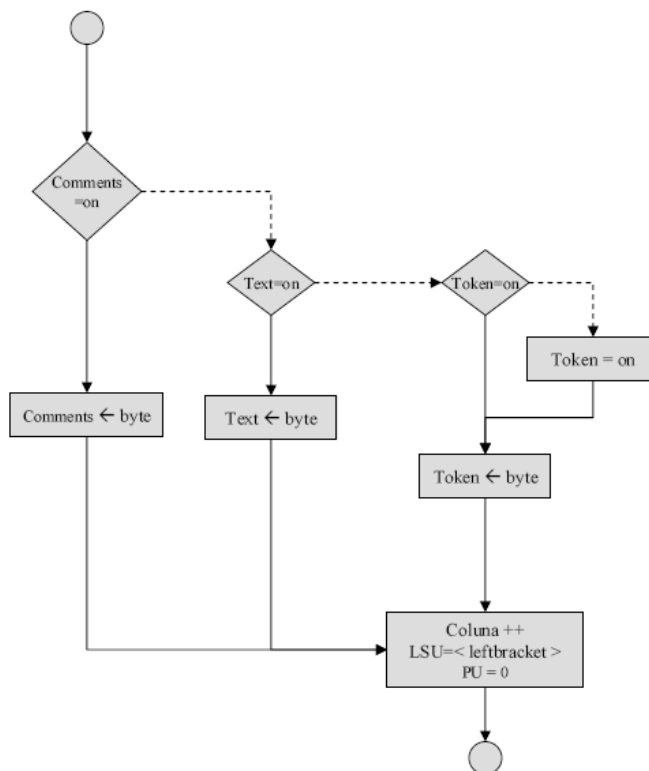 Comments
=on
Text=on
Token=on
Token = on
Comments ← byte
Text ← byte
Token ← byte
Coluna ++
LSU=< leftbracket >
PU = 0